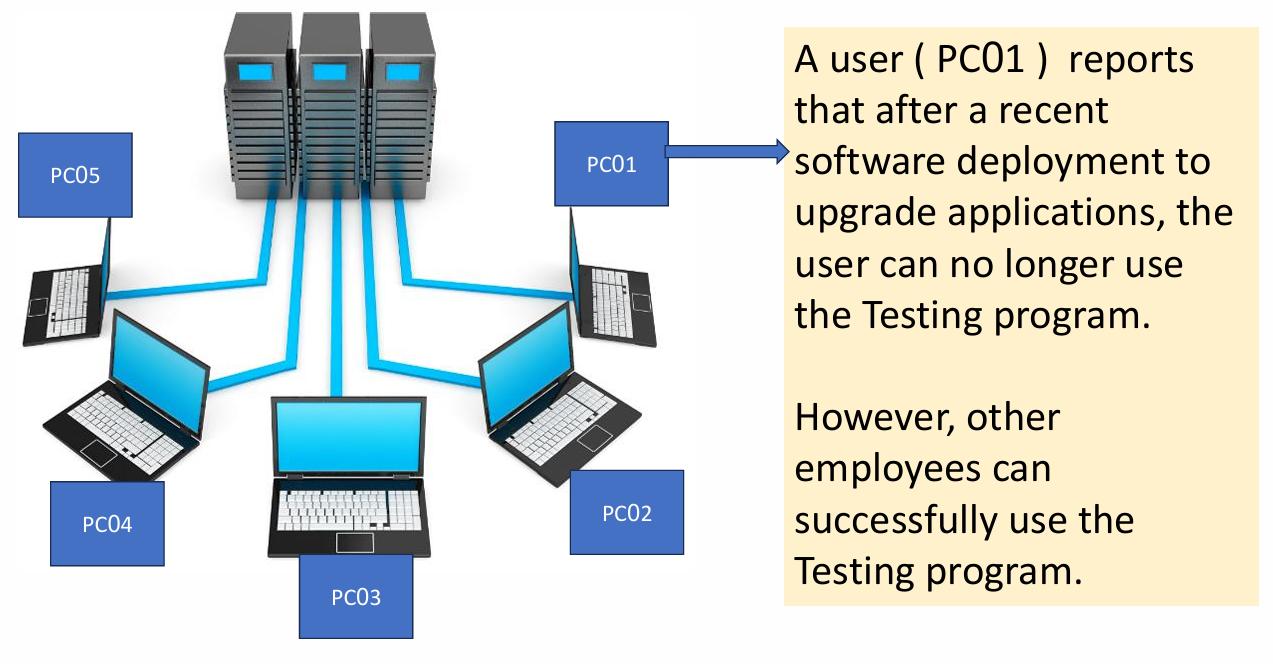 PC05
PC01
PC04
PC03
PC02
A user ( PC01 ) reports
that after a recent
software deployment to
upgrade applications, the
user can no longer use
the Testing program.
However, other
employees can
successfully use the
Testing program.